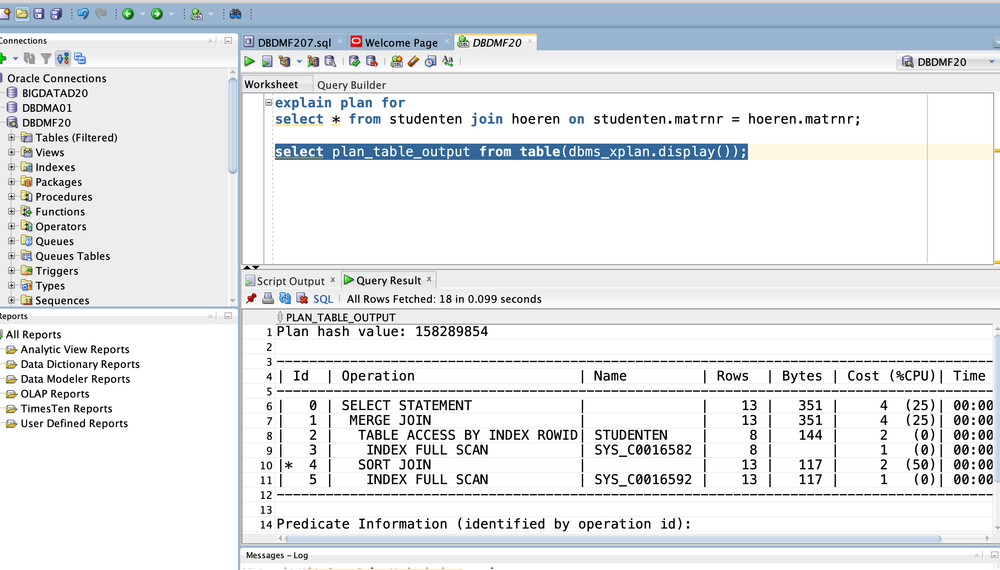 Connections
Oracle Connections
BIGDATAD20
DBDMA01
DBDMF20
Tables (Filtered)
Views
Indexes
Packages
Procedures
Functions
Operators
Queues
Queues Tables
Triggers
Types
Sequences
Reports
All Reports
Analytic View Reports
Data Dictionary Reports
Data Modeler Reports
OLAP Reports
TimesTen Reports
User Defined Reports
DBDMF207.sql Welcome Page DBDMF20
DBDMF20
Worksheet Query Builder
explain plan for
select * from studenten join hoeren on studenten.matrnr = hoeren.matrnr;
select plan_table_output from table(dbms_xplan.display());
Script Output Query Result
SQL All Rows Fetched: 18 in 0.099 seconds
PLAN_TABLE_OUTPUT
1 Plan hash value: 158289854
2
3 ----------------------------------------------------------------------------------------
4 | Id | Operation | Name | Rows | Bytes | Cost (%CPU)| Time
5 ----------------------------------------------------------------------------------------
6 | 0 | SELECT STATEMENT | | 13 | 351 | 4 (25)| 00:00
7 | 1 | MERGE JOIN | | 13 | 351 | 4 (25)| 00:00
8 | 2 | TABLE ACCESS BY INDEX ROWID| STUDENTEN | 8 | 144 | 2 (0)| 00:00
9 | 3 | INDEX FULL SCAN | SYS_C0016582 | 8 | | 1 (0)| 00:00
10 |* 4 | SORT JOIN | | 13 | 117 | 2 (50)| 00:00
11 | 5 | INDEX FULL SCAN | SYS_C0016592 | 13 | 117 | 1 (0)| 00:00
12 ----------------------------------------------------------------------------------------
13
14 Predicate Information (identified by operation id):
Messages - Log